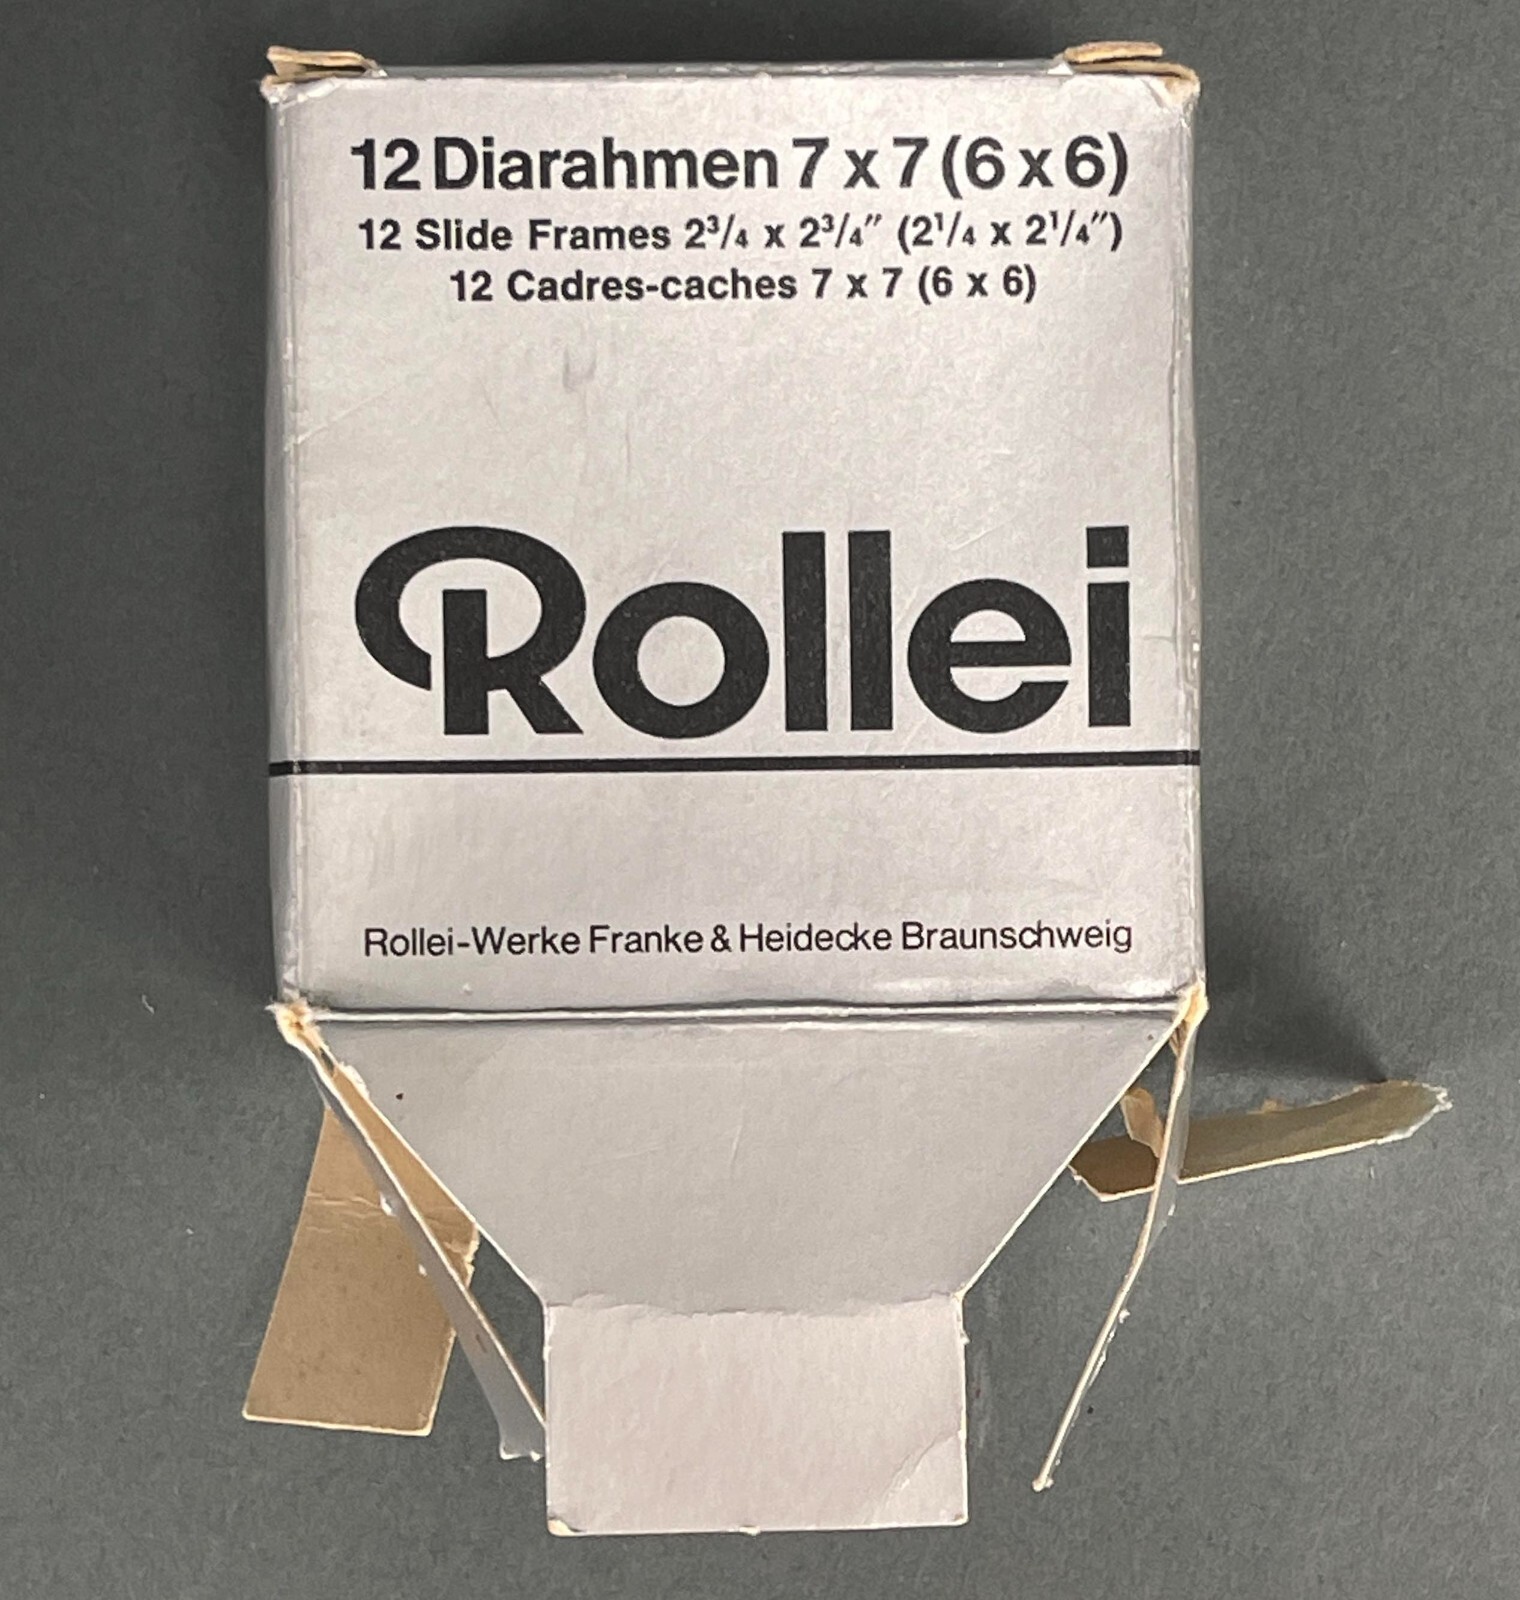 12 Diarahmen 7 x 7 (6 x 6)
12 Slide Frames 2³/₄ x 2³/₄″ (2¹/₄ x 2¹/₄″)
12 Cadres-caches 7 x 7 (6 x 6)
Rollei
Rollei-Werke Franke & Heidecke Braunschweig